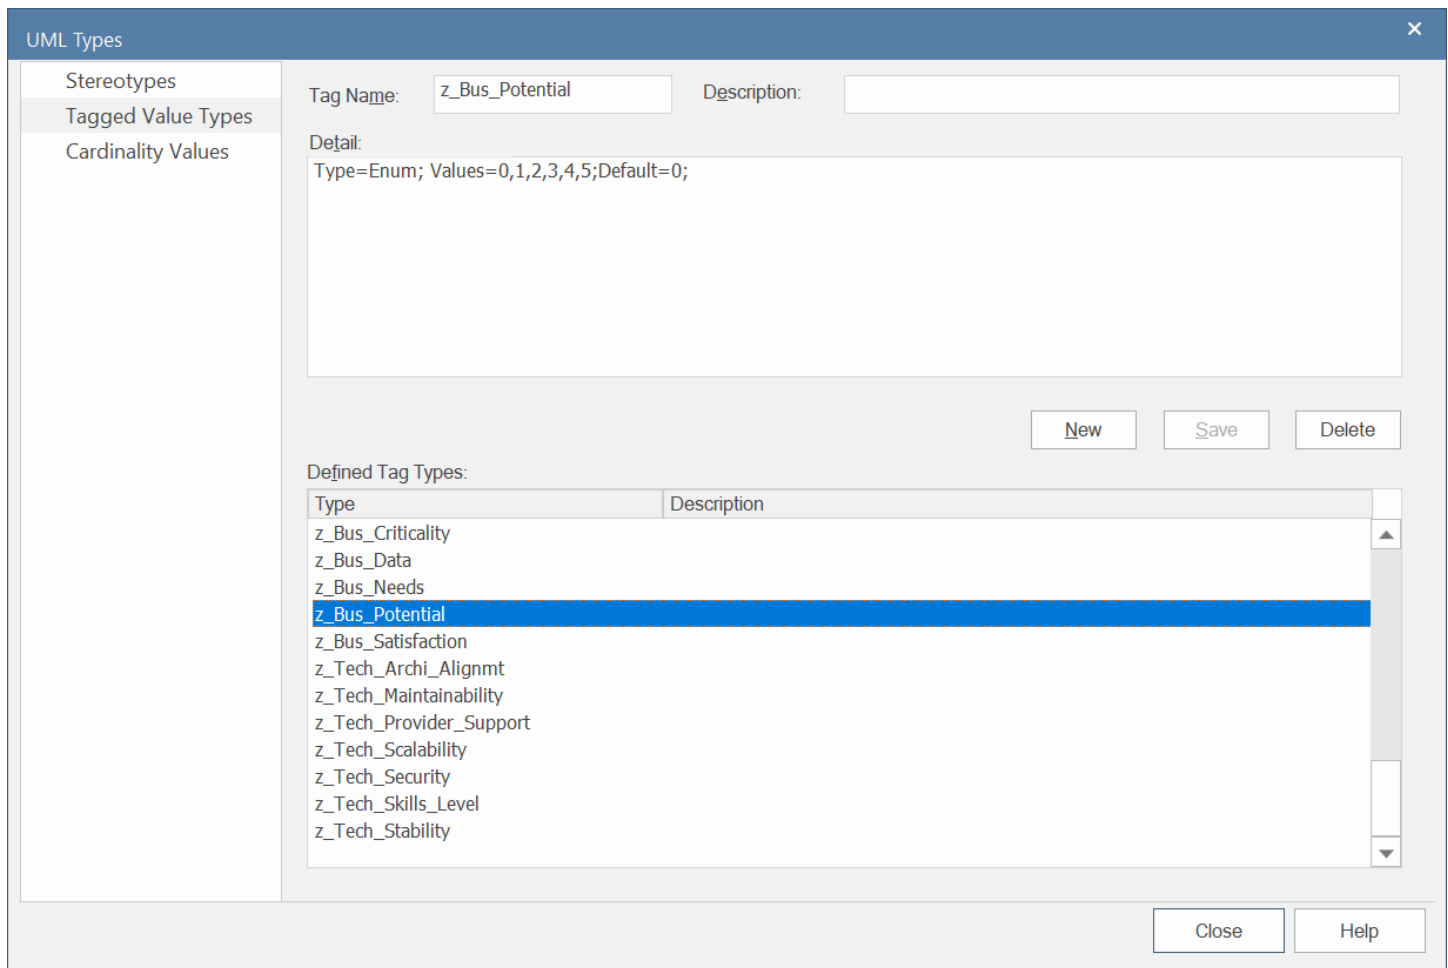 UML Types
Stereotypes
Tagged Value Types
Cardinality Values
Tag Name: z_Bus_Potential Description:
Detail:
Type=Enum; Values=0,1,2,3,4,5;Default=0;
New Save Delete
Defined Tag Types:
Type Description
z_Bus_Criticality
z_Bus_Data
z_Bus_Needs
z_Bus_Potential
z_Bus_Satisfaction
z_Tech_Archi_Alignmt
z_Tech_Maintainability
z_Tech_Provider_Support
z_Tech_Scalability
z_Tech_Security
z_Tech_Skills_Level
z_Tech_Stability
Close Help